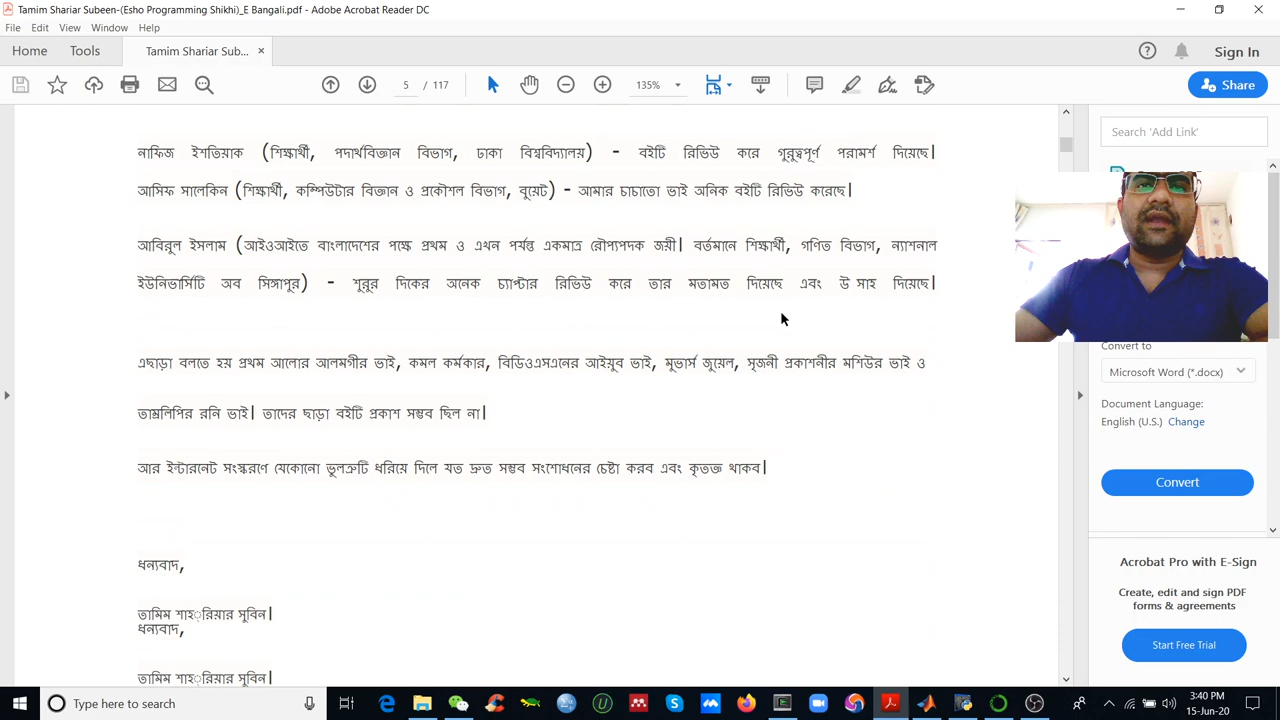 Tamim Shariar Subeen-(Esho Programming Shikhi)_E Bangali.pdf - Adobe Acrobat Reader DC
File Edit View Window Help
Home Tools Tamim Shariar Sub... × Sign In
5 / 117 135% Share
নাফিজ ইশতিয়াক (শিক্ষার্থী, পদার্থবিজ্ঞান বিভাগ, ঢাকা বিশ্ববিদ্যালয়) - বইটি রিভিউ করে গুরুত্বপূর্ণ পরামর্শ দিয়েছে|
আসিফ সালেকিন (শিক্ষার্থী, কম্পিউটার বিজ্ঞান ও প্রকৌশল বিভাগ, বুয়েট) - আমার চাচাতো ভাই অনিক বইটি রিভিউ করেছে|
আবিরুল ইসলাম (আইওআইতে বাংলাদেশের পক্ষে প্রথম ও এখন পর্যন্ত একমাত্র রৌপ্যপদক জয়ী| বর্তমানে শিক্ষার্থী, গণিত বিভাগ, ন্যাশনাল
ইউনিভার্সিটি অব সিঙ্গাপুর) - শুরুর দিকের অনেক চ্যাপ্টার রিভিউ করে তার মতামত দিয়েছে এবং উ সাহ দিয়েছে|
এছাড়া বলতে হয় প্রথম আলোর আলমগীর ভাই, কমল কর্মকার, বিডিওএসএনের আইয়ুব ভাই, মুভার্স জুয়েল, সৃজনী প্রকাশনীর মশিউর ভাই ও
তাম্রলিপির রনি ভাই| তাদের ছাড়া বইটি প্রকাশ সম্ভব ছিল না|
আর ইন্টারনেট সংস্করণে যেকোনো ভুলত্রুটি ধরিয়ে দিলে যত দ্রুত সম্ভব সংশোধনের চেষ্টা করব এবং কৃতজ্ঞ থাকব|
ধন্যবাদ,
তামিম শাহ্‌রিয়ার সুবিন|
ধন্যবাদ,
তামিম শাহ্‌রিয়ার সুবিন|
Search 'Add Link'
Convert to
Microsoft Word (*.docx)
Document Language:
English (U.S.) Change
Convert
Acrobat Pro with E-Sign
Create, edit and sign PDF
forms & agreements
Start Free Trial
Type here to search
3:40 PM
15-Jun-20